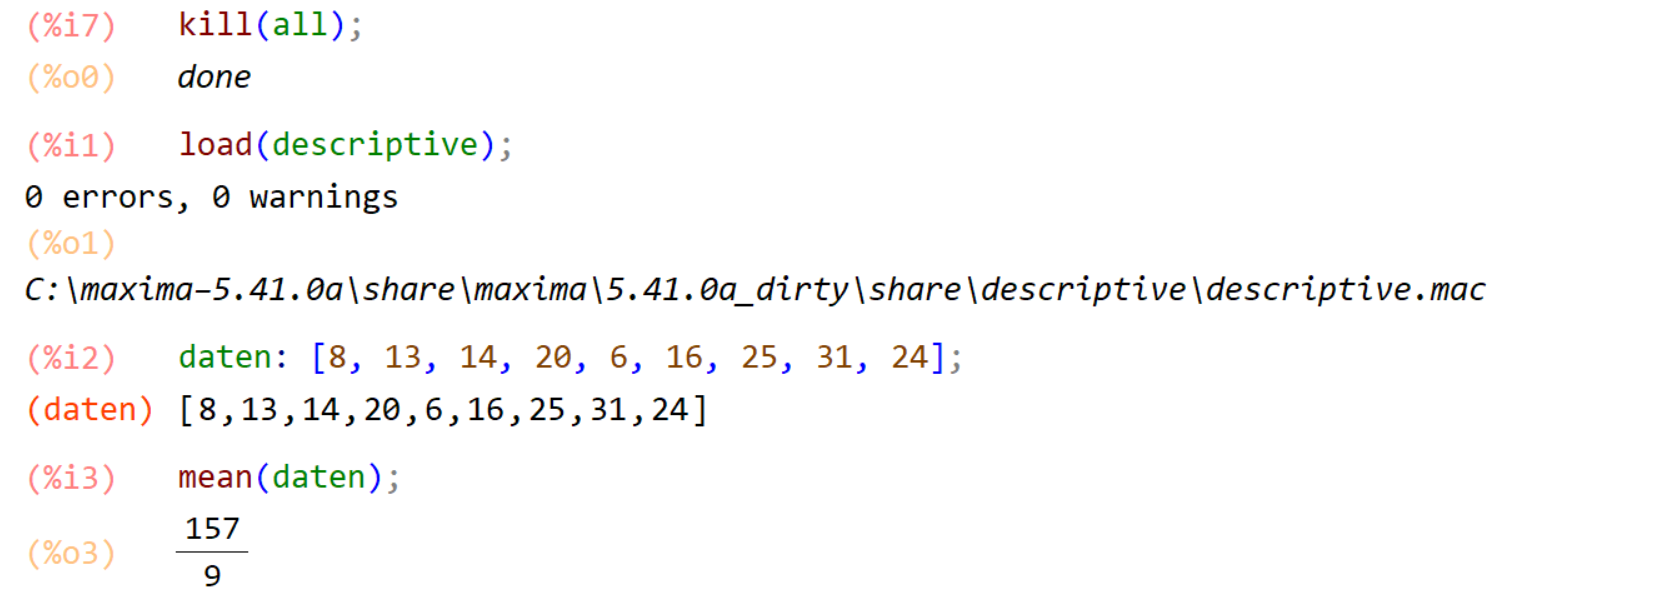 (%i7) kill(all);
(%o0) done
(%i1) load(descriptive);
0 errors, 0 warnings
(%o1)
C:\maxima−5.41.0a\share\maxima\5.41.0a_dirty\share\descriptive\descriptive.mac
(%i2) daten: [8, 13, 14, 20, 6, 16, 25, 31, 24];
(daten) [8,13,14,20,6,16,25,31,24]
(%i3) mean(daten);
157
(%o3)
9